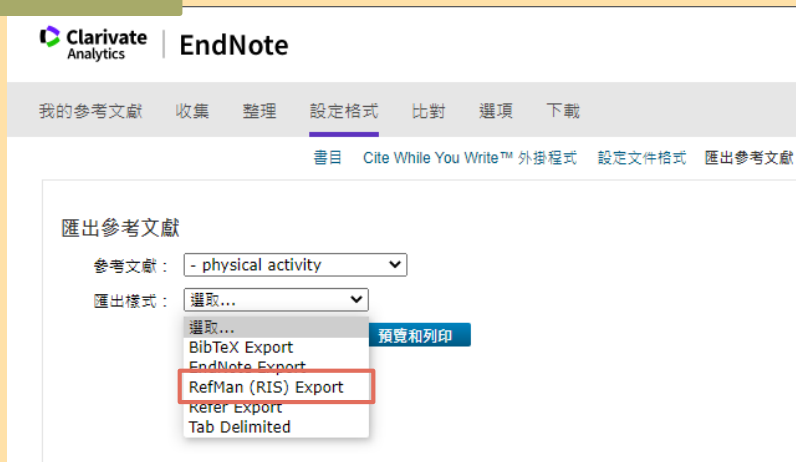 Clarivate
Analytics
EndNote
我的參考文獻 收集 整理 設定格式 比對 選項 下載
書目 Cite While You Write™ 外掛程式 設定文件格式 匯出參考文獻
匯出參考文獻
參考文獻： - physical activity
匯出樣式： 選取...
選取...
預覽和列印
BibTeX Export
EndNote Export
RefMan (RIS) Export
Refer Export
Tab Delimited